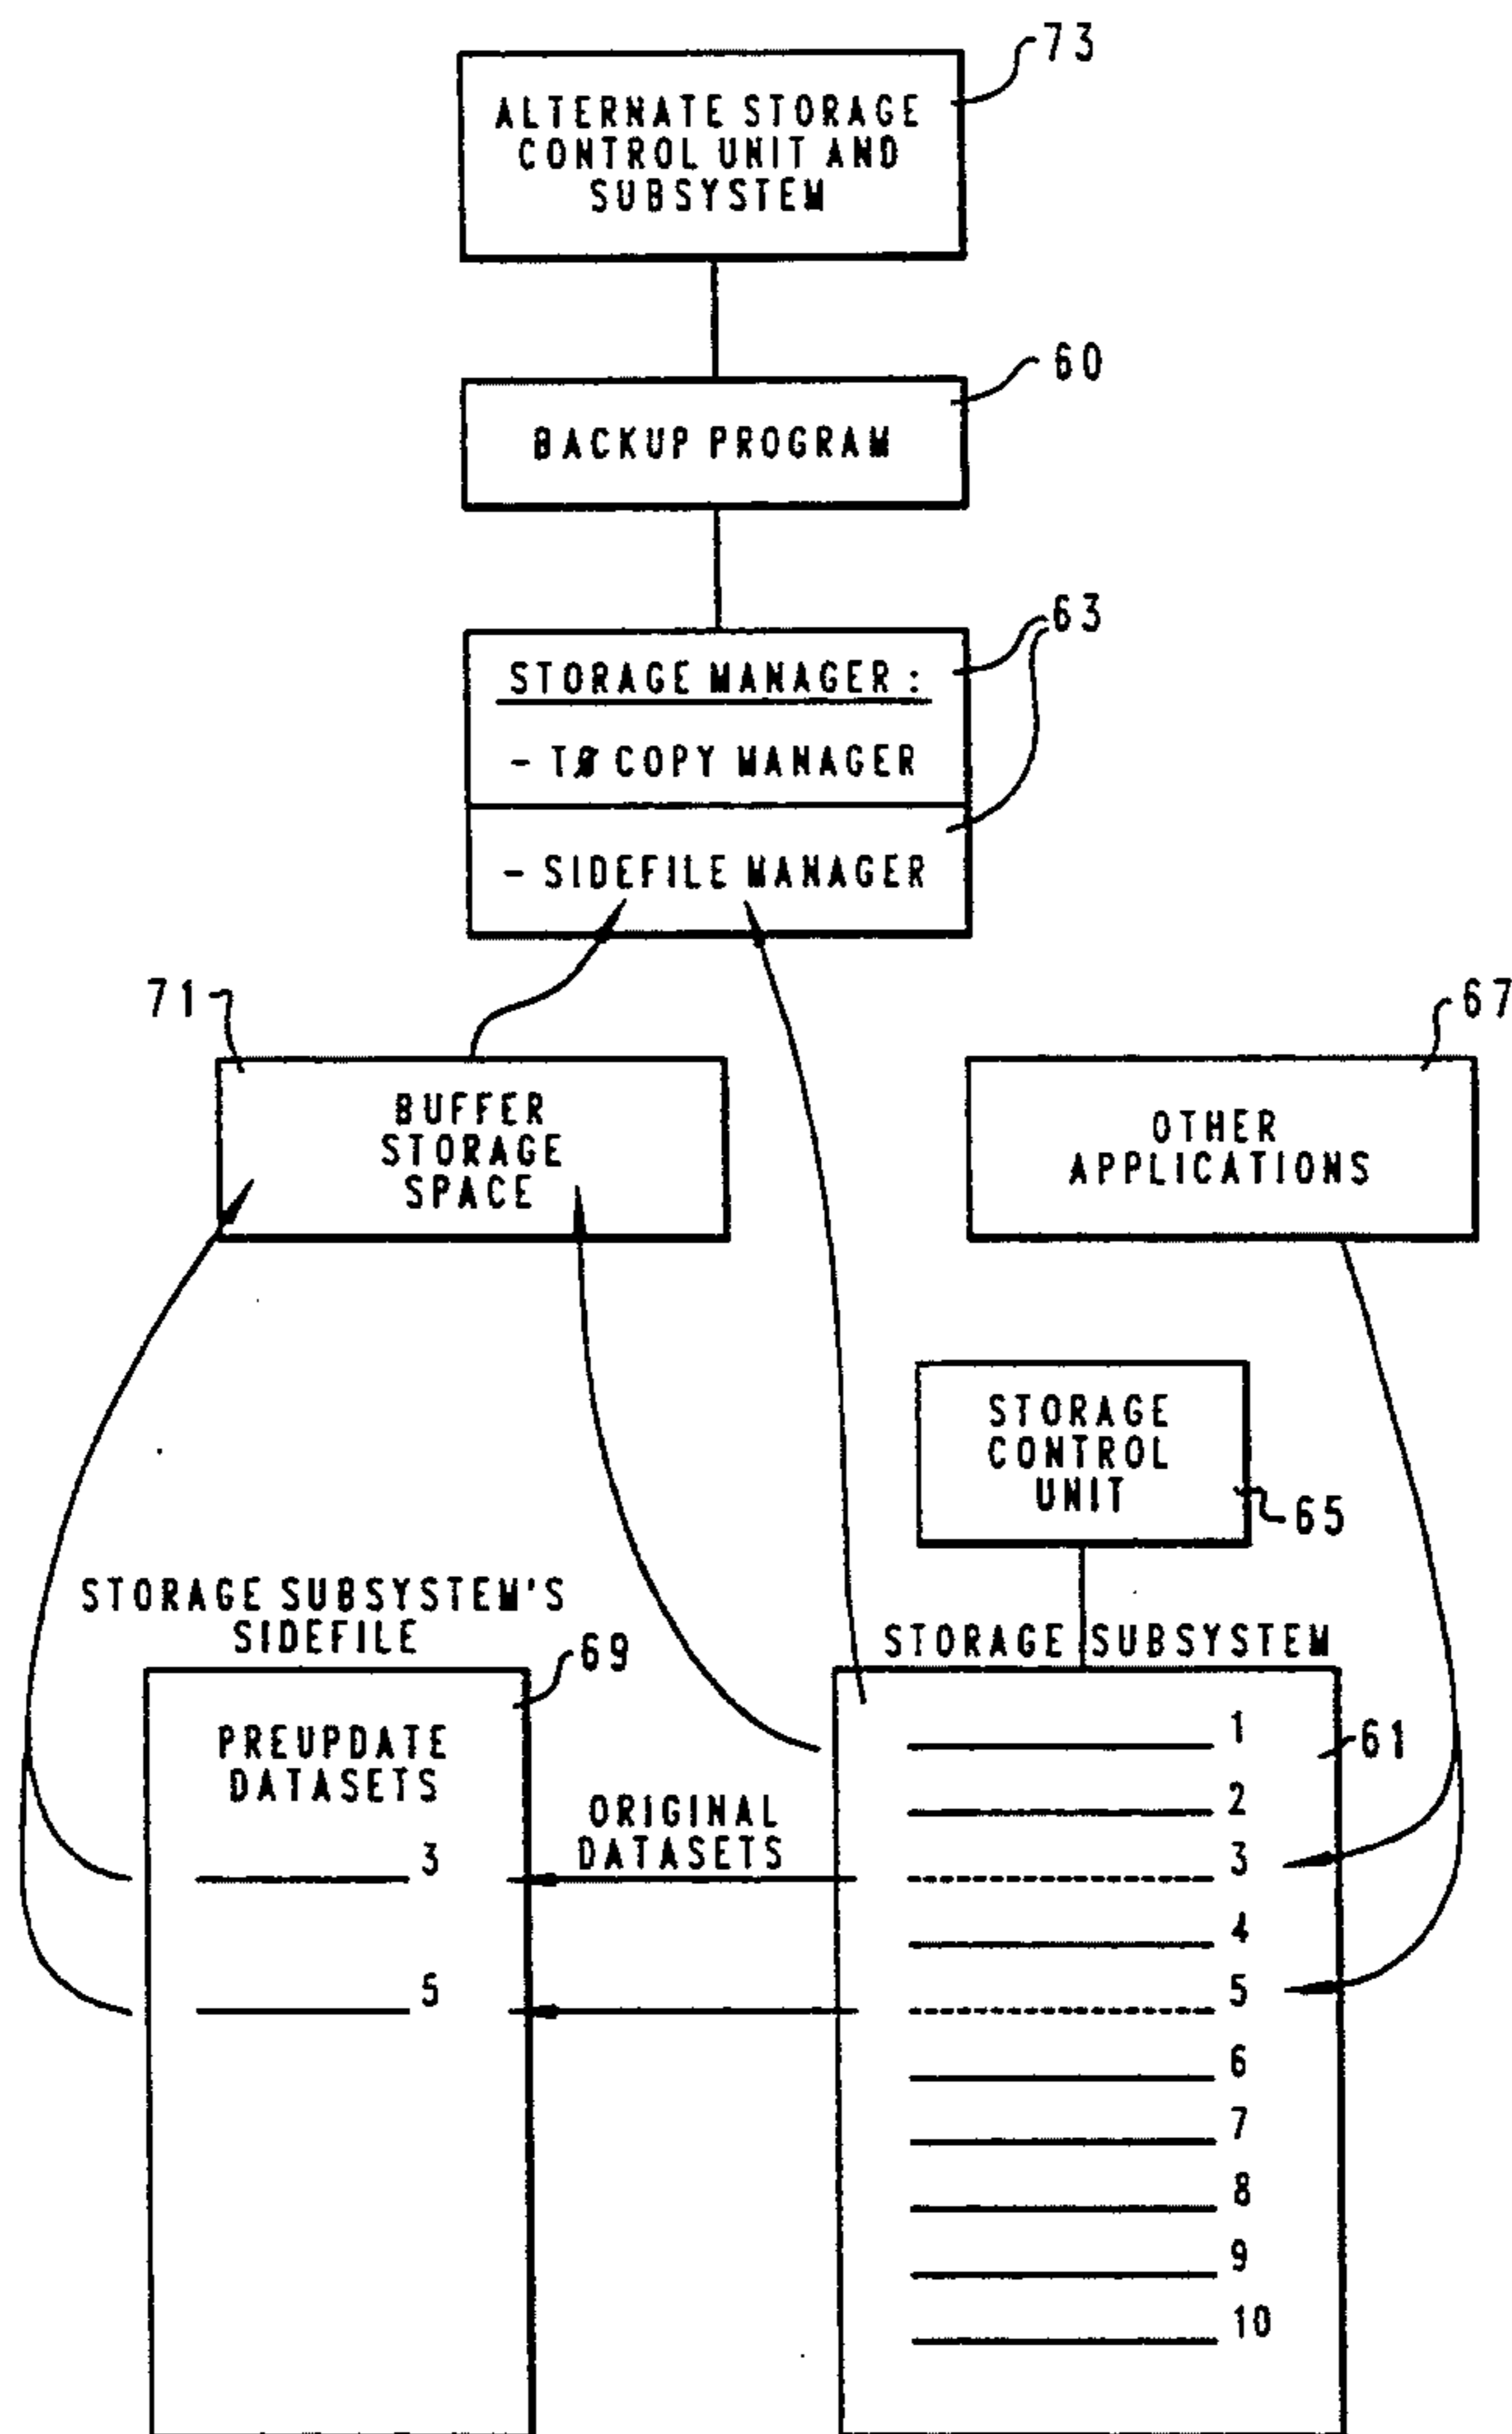 73
ALTERNATE STORAGE
CONTROL UNIT AND
SUBSYSTEM
60
BACKUP PROGRAM
63
STORAGE MANAGER:
- T0 COPY MANAGER
- SIDEFILE MANAGER
71
67
BUFFER
STORAGE
SPACE
OTHER
APPLICATIONS
STORAGE
CONTROL
UNIT
65
STORAGE SUBSYSTEM'S
SIDEFILE
69
STORAGE SUBSYSTEM
61
PREUPDATE
DATASETS
3
5
ORIGINAL
DATASETS
1
2
3
4
5
6
7
8
9
10